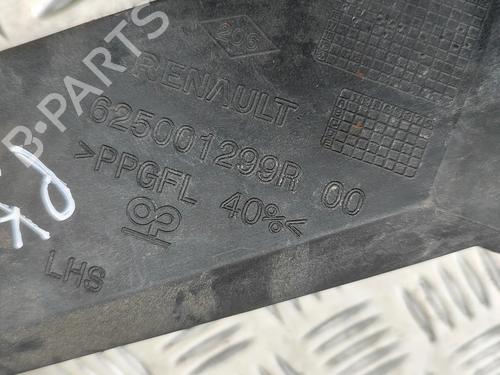 RENAULT
625001299R 00
>PPGFL 40%<
LHS
B-PARTS